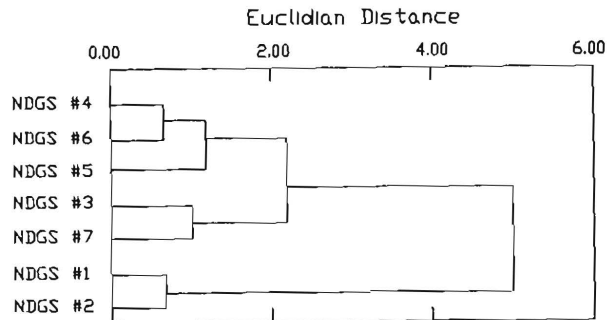 Euclidian Distance
0.00 2.00 4.00 6.00
NDGS #4
NDGS #6
NDGS #5
NDGS #3
NDGS #7
NDGS #1
NDGS #2